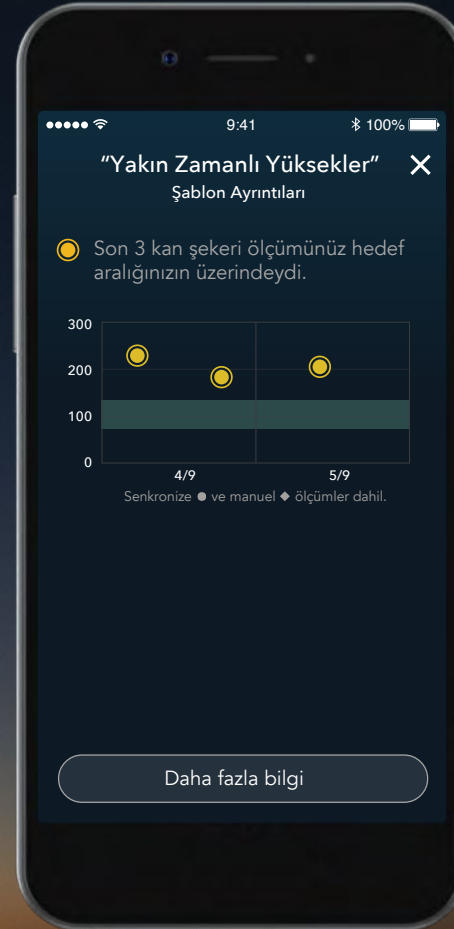 9:41
100%
“Yakın Zamanlı Yüksekler”
Şablon Ayrıntıları
Son 3 kan şekeri ölçümünüz hedef
aralığınızın üzerindeydi.
300
200
100
0
4/9
5/9
Senkronize ● ve manuel ◆ ölçümler dahil.
Daha fazla bilgi